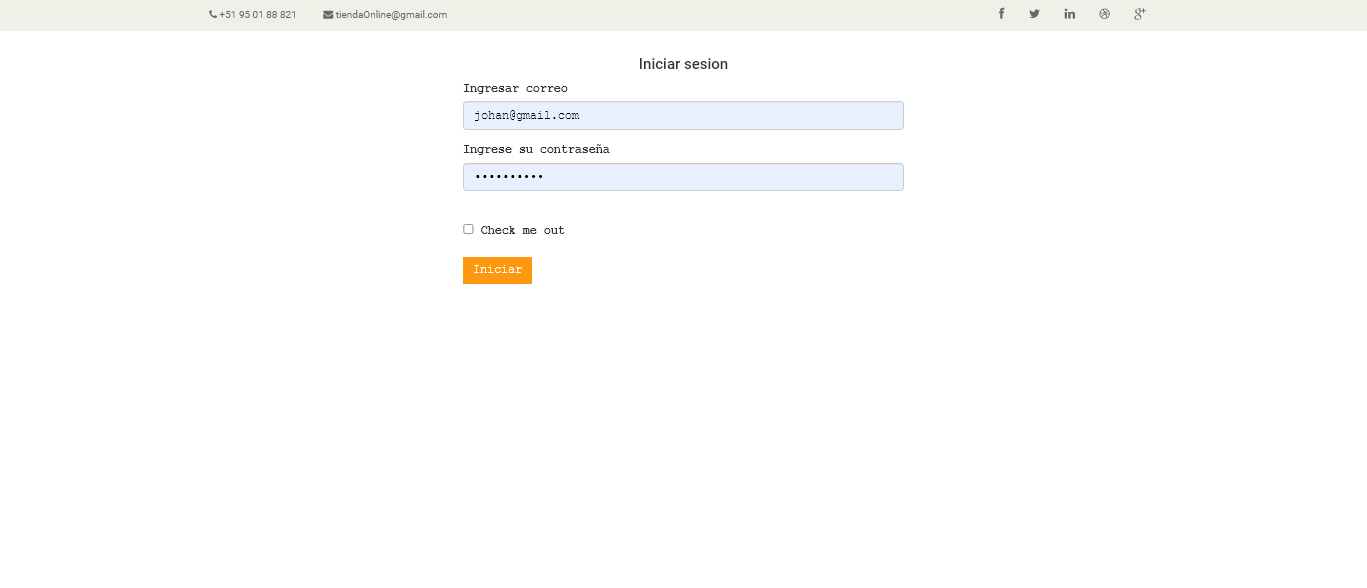 +51 95 01 88 821 tiendaOnline@gmail.com
Iniciar sesion
Ingresar correo
johan@gmail.com
Ingrese su contraseña
••••••••••
Check me out
Iniciar